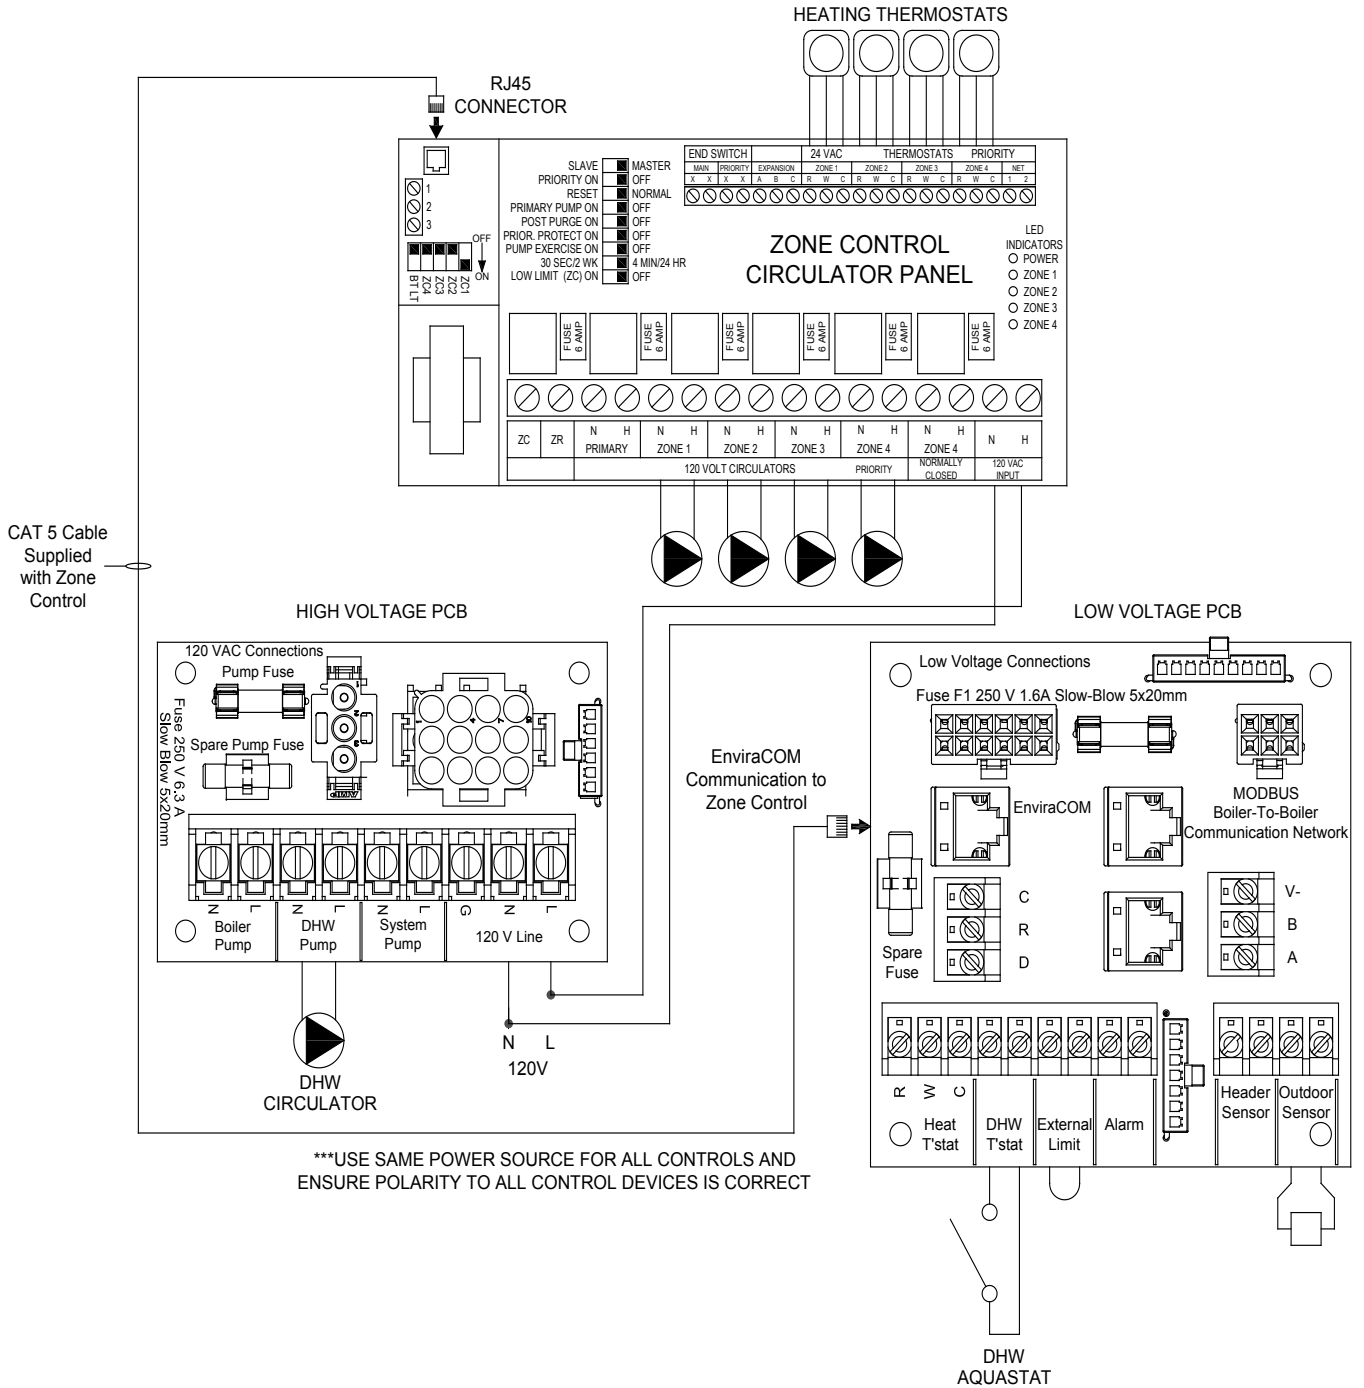 HEATING THERMOSTATS
RJ45
CONNECTOR
END SWITCH
24 VAC THERMOSTATS PRIORITY
MAIN PRIORITY EXPANSION ZONE 1 ZONE 2 ZONE 3 ZONE 4 NET
X X X X A B C R W C R W C R W C R W C 1 2
SLAVE MASTER
PRIORITY ON OFF
RESET NORMAL
PRIMARY PUMP ON OFF
POST PURGE ON OFF
PRIOR. PROTECT ON OFF
PUMP EXERCISE ON OFF
30 SEC/2 WK 4 MIN/24 HR
LOW LIMIT (ZC) ON OFF
1
2
3
OFF
ON
BT LT
ZC4
ZC3
ZC2
ZC1
ZONE CONTROL
CIRCULATOR PANEL
LED
INDICATORS
POWER
ZONE 1
ZONE 2
ZONE 3
ZONE 4
FUSE
6 AMP
FUSE
6 AMP
FUSE
6 AMP
FUSE
6 AMP
FUSE
6 AMP
FUSE
6 AMP
ZC ZR N H N H N H N H N H N H N H
PRIMARY ZONE 1 ZONE 2 ZONE 3 ZONE 4 ZONE 4
120 VOLT CIRCULATORS PRIORITY
NORMALLY
CLOSED
120 VAC
INPUT
CAT 5 Cable
Supplied
with Zone
Control
HIGH VOLTAGE PCB
120 VAC Connections
Pump Fuse
Spare Pump Fuse
Fuse 250 V 6.3 A
Slow Blow 5x20mm
1
2
3
AMP
1
4
7
10
N L N L N L G N L
Boiler
Pump
DHW
Pump
System
Pump
120 V Line
N L
120V
DHW
CIRCULATOR
EnviraCOM
Communication to
Zone Control
LOW VOLTAGE PCB
Low Voltage Connections
Fuse F1 250 V 1.6A Slow-Blow 5x20mm
EnviraCOM
MODBUS
Boiler-To-Boiler
Communication Network
C
R
D
V-
B
A
Spare
Fuse
R W C
Heat
T'stat
DHW
T'stat
External
Limit
Alarm
Header
Sensor
Outdoor
Sensor
***USE SAME POWER SOURCE FOR ALL CONTROLS AND
ENSURE POLARITY TO ALL CONTROL DEVICES IS CORRECT
DHW
AQUASTAT